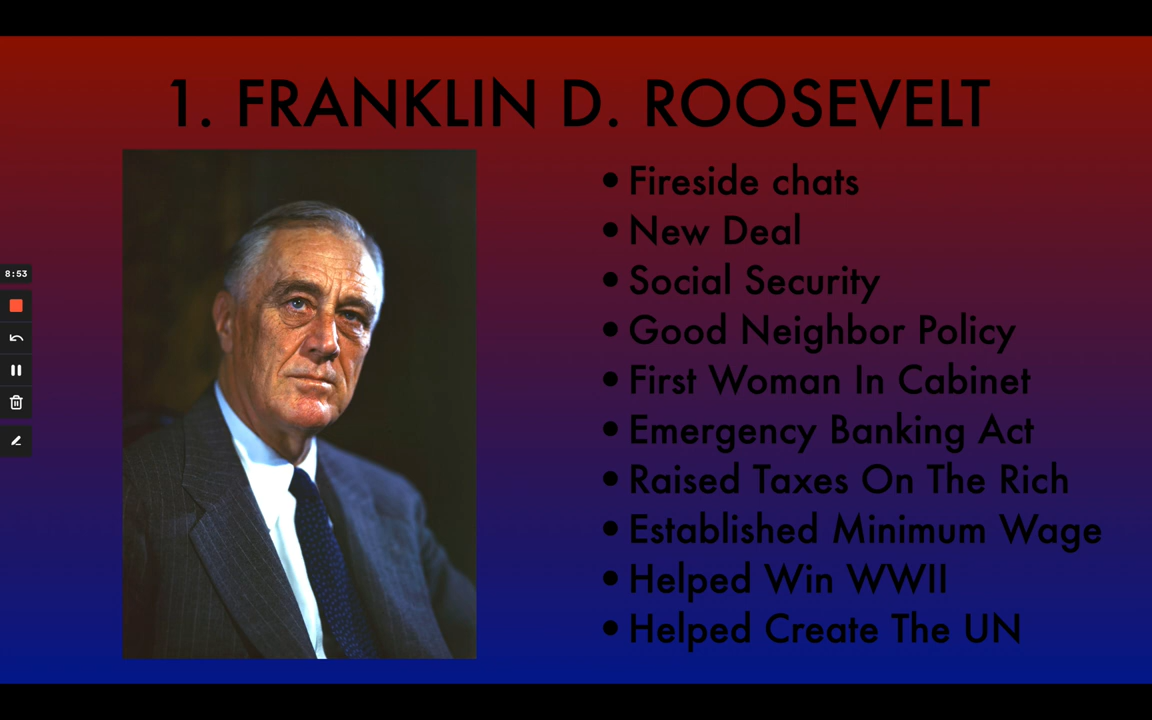 1. FRANKLIN D. ROOSEVELT
• Fireside chats
• New Deal
• Social Security
• Good Neighbor Policy
• First Woman In Cabinet
• Emergency Banking Act
• Raised Taxes On The Rich
• Established Minimum Wage
• Helped Win WWII
• Helped Create The UN
8:53